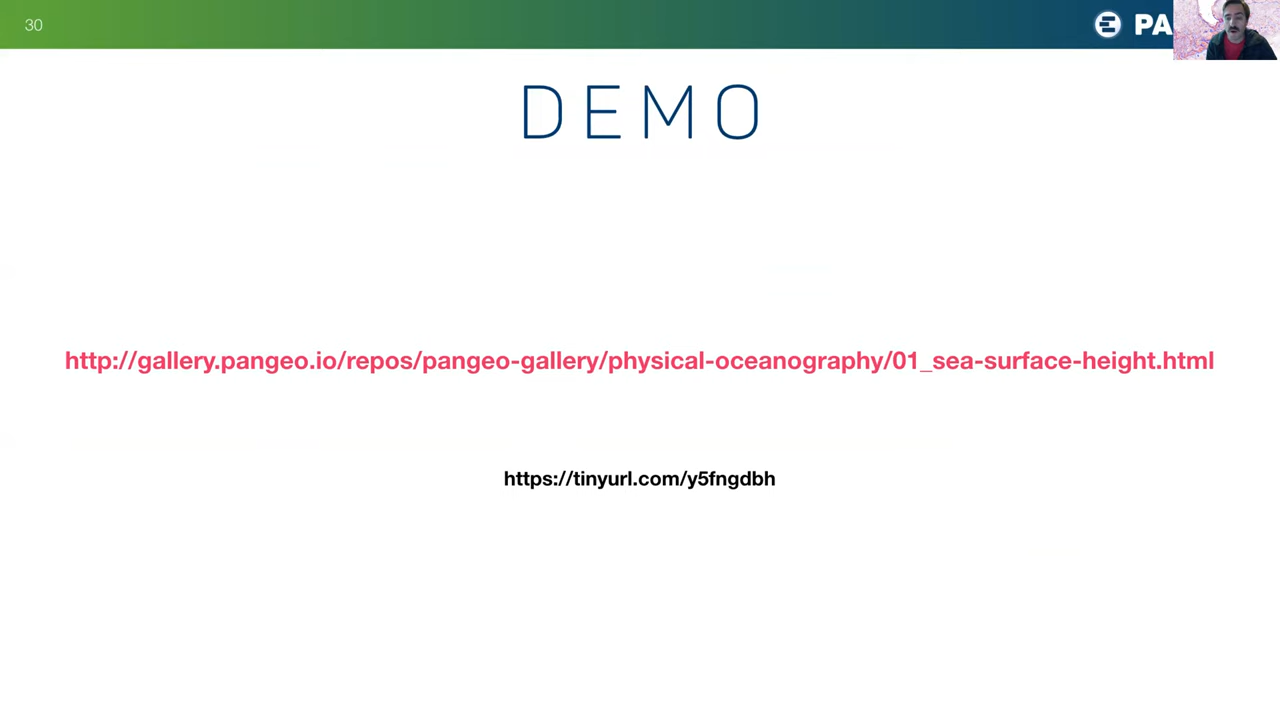 30
PA
DEMO
http://gallery.pangeo.io/repos/pangeo-gallery/physical-oceanography/01_sea-surface-height.html
https://tinyurl.com/y5fngdbh